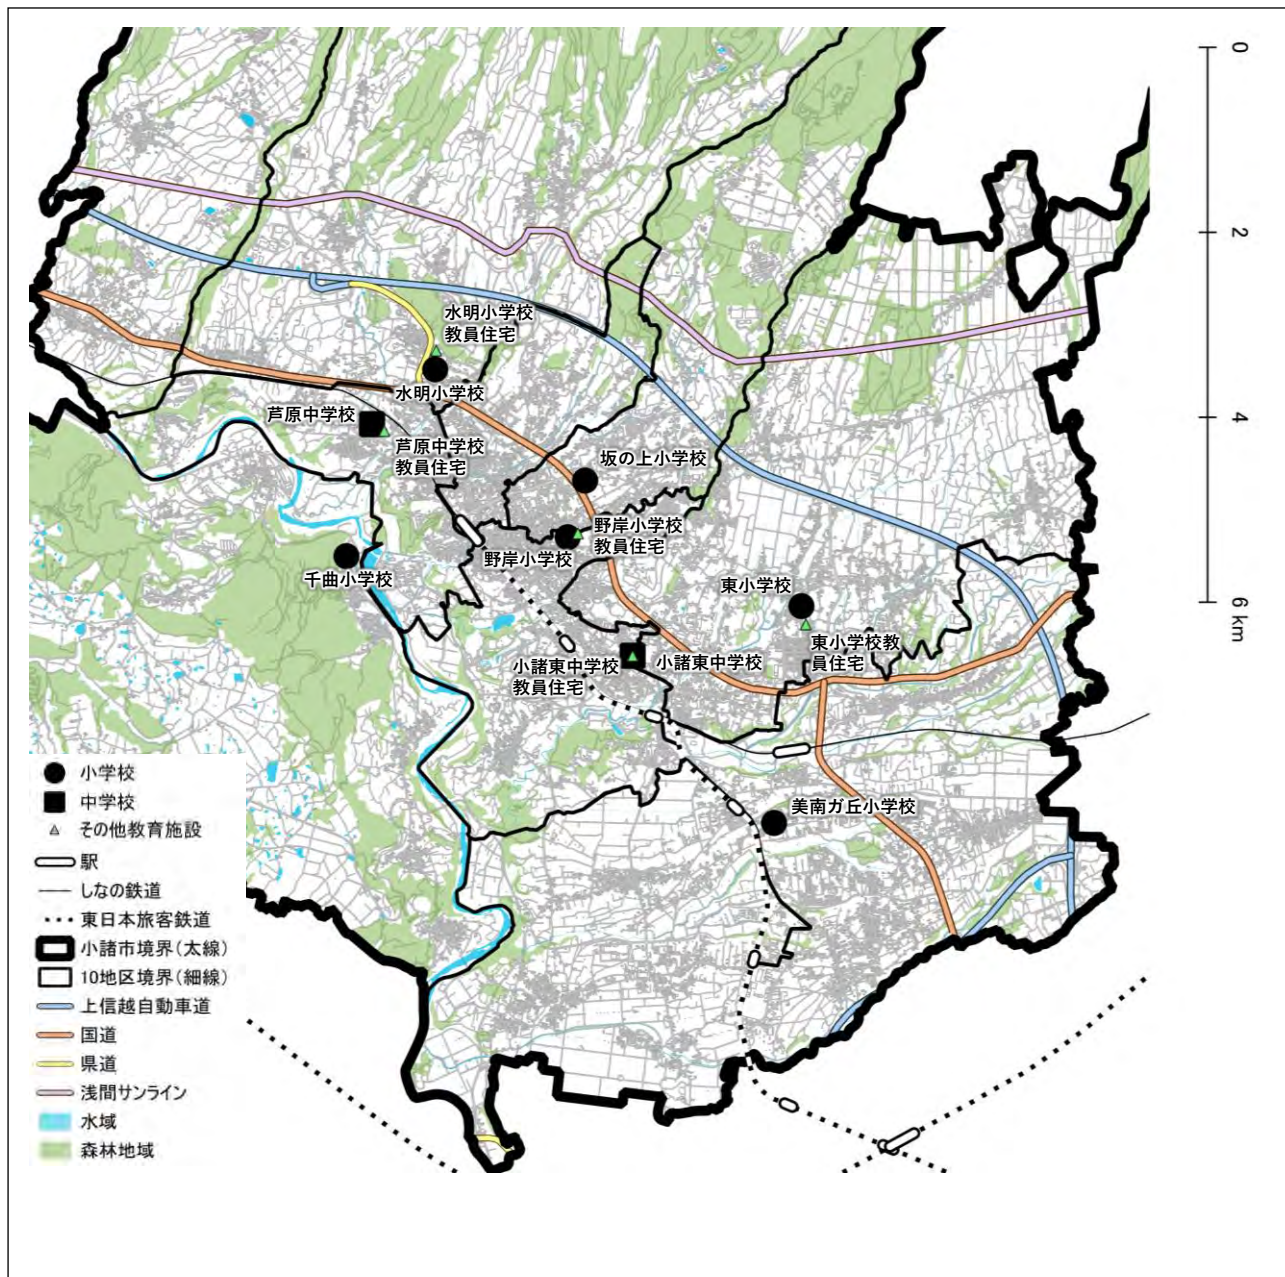 0
2
4
6 km
水明小学校
教員住宅
水明小学校
芦原中学校
芦原中学校
教員住宅
坂の上小学校
野岸小学校
教員住宅
野岸小学校
千曲小学校
東小学校
東小学校教
員住宅
小諸東中学校
教員住宅
小諸東中学校
美南ガ丘小学校
小学校
中学校
その他教育施設
駅
しなの鉄道
東日本旅客鉄道
小諸市境界(太線)
10地区境界(細線)
上信越自動車道
国道
県道
浅間サンライン
水域
森林地域